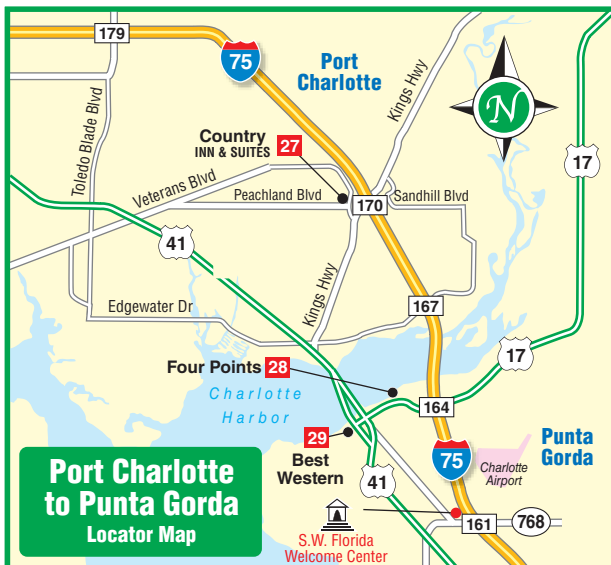 179
75
Port
Charlotte
Kings Hwy
N
Toledo Blade Blvd
Country
INN & SUITES
27
17
Veterans Blvd
Peachland Blvd
170
Sandhill Blvd
41
Edgewater Dr
Kings Hwy
167
17
Four Points
28
Charlotte
Harbor
164
29
Best
Western
Punta
Gorda
75
Charlotte
Airport
41
Port Charlotte
to Punta Gorda
Locator Map
S.W. Florida
Welcome Center
161
768